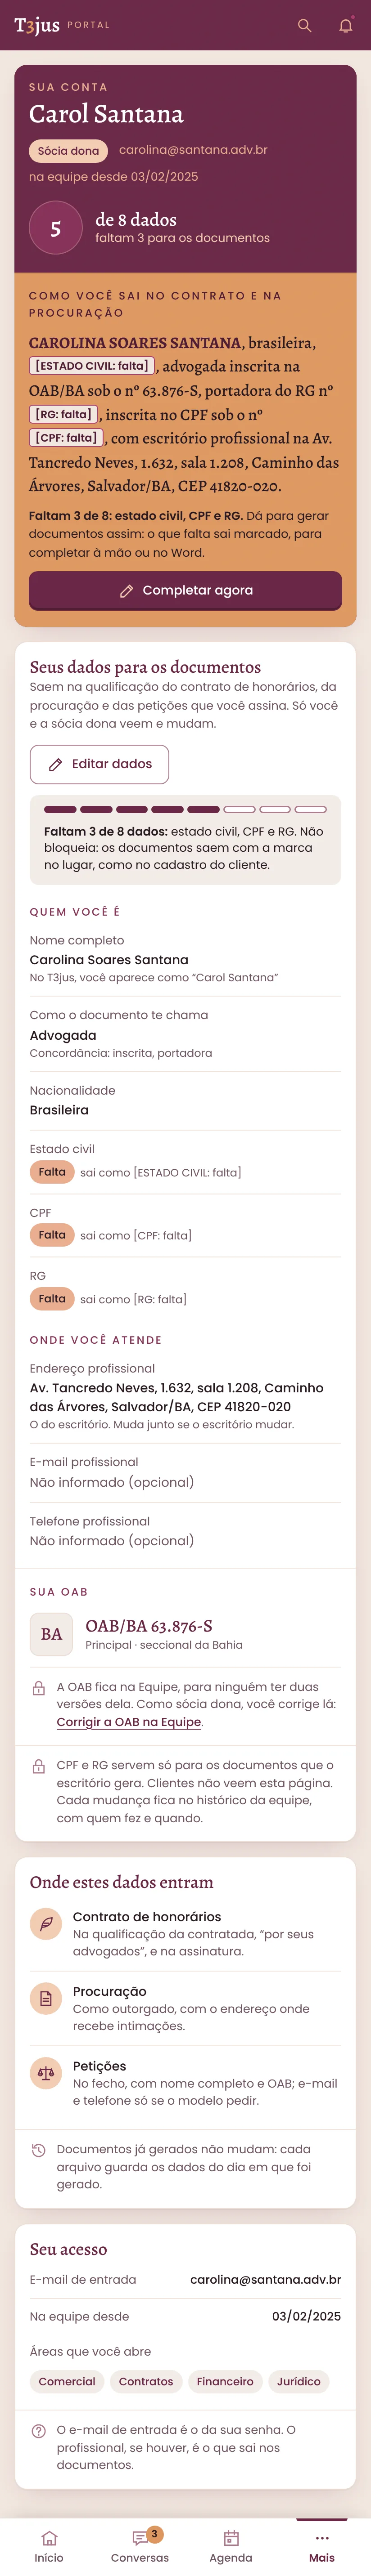 T3jus PORTAL
SUA CONTA
Carol Santana
Sócia dona carolina@santana.adv.br
na equipe desde 03/02/2025
5 de 8 dados
faltam 3 para os documentos
COMO VOCÊ SAI NO CONTRATO E NA
PROCURAÇÃO
CAROLINA SOARES SANTANA, brasileira,
[ESTADO CIVIL: falta], advogada inscrita na
OAB/BA sob o nº 63.876-S, portadora do RG nº
[RG: falta], inscrita no CPF sob o nº
[CPF: falta], com escritório profissional na Av.
Tancredo Neves, 1.632, sala 1.208, Caminho das
Árvores, Salvador/BA, CEP 41820-020.
Faltam 3 de 8: estado civil, CPF e RG. Dá para gerar
documentos assim: o que falta sai marcado, para
completar à mão ou no Word.
Completar agora
Seus dados para os documentos
Saem na qualificação do contrato de honorários, da
procuração e das petições que você assina. Só você
e a sócia dona veem e mudam.
Editar dados
Faltam 3 de 8 dados: estado civil, CPF e RG. Não
bloqueia: os documentos saem com a marca
no lugar, como no cadastro do cliente.
QUEM VOCÊ É
Nome completo
Carolina Soares Santana
No T3jus, você aparece como “Carol Santana”
Como o documento te chama
Advogada
Concordância: inscrita, portadora
Nacionalidade
Brasileira
Estado civil
Falta sai como [ESTADO CIVIL: falta]
CPF
Falta sai como [CPF: falta]
RG
Falta sai como [RG: falta]
ONDE VOCÊ ATENDE
Endereço profissional
Av. Tancredo Neves, 1.632, sala 1.208, Caminho
das Árvores, Salvador/BA, CEP 41820-020
O do escritório. Muda junto se o escritório mudar.
E-mail profissional
Não informado (opcional)
Telefone profissional
Não informado (opcional)
SUA OAB
BA OAB/BA 63.876-S
Principal · seccional da Bahia
A OAB fica na Equipe, para ninguém ter duas
versões dela. Como sócia dona, você corrige lá:
Corrigir a OAB na Equipe.
CPF e RG servem só para os documentos que o
escritório gera. Clientes não veem esta página.
Cada mudança fica no histórico da equipe,
com quem fez e quando.
Onde estes dados entram
Contrato de honorários
Na qualificação da contratada, “por seus
advogados”, e na assinatura.
Procuração
Como outorgado, com o endereço onde
recebe intimações.
Petições
No fecho, com nome completo e OAB; e-mail
e telefone só se o modelo pedir.
Documentos já gerados não mudam: cada
arquivo guarda os dados do dia em que foi
gerado.
Seu acesso
E-mail de entrada carolina@santana.adv.br
Na equipe desde 03/02/2025
Áreas que você abre
Comercial Contratos Financeiro Jurídico
O e-mail de entrada é o da sua senha. O
profissional, se houver, é o que sai nos
documentos.
3
Início Conversas Agenda Mais